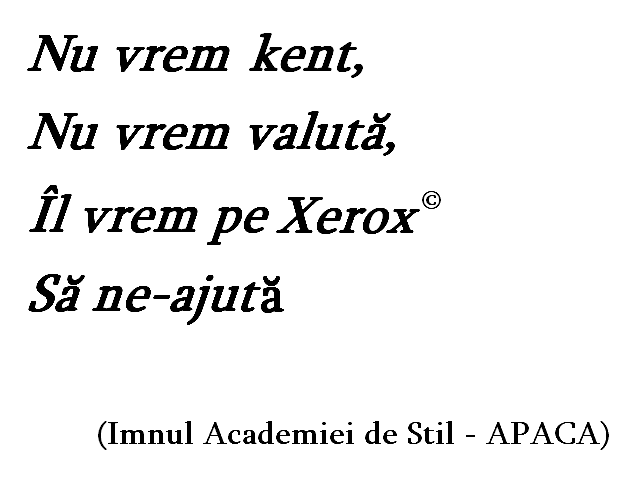 Nu vrem kent,
Nu vrem valută,
Îl vrem pe Xerox©
Să ne-ajută
(Imnul Academiei de Stil - APACA)